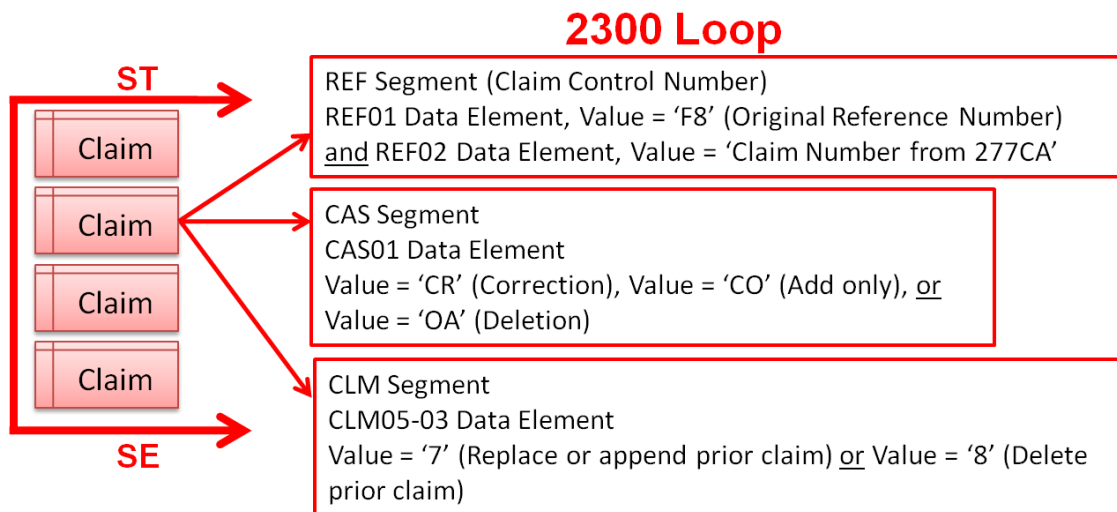 2300 Loop
ST
REF Segment (Claim Control Number)
REF01 Data Element, Value = ‘F8’ (Original Reference Number)
and REF02 Data Element, Value = ‘Claim Number from 277CA’
Claim
Claim
Claim
Claim
CAS Segment
CAS01 Data Element
Value = ‘CR’ (Correction), Value = ‘CO’ (Add only), or
Value = ‘OA’ (Deletion)
CLM Segment
CLM05-03 Data Element
Value = ‘7’ (Replace or append prior claim) or Value = ‘8’ (Delete
prior claim)
SE